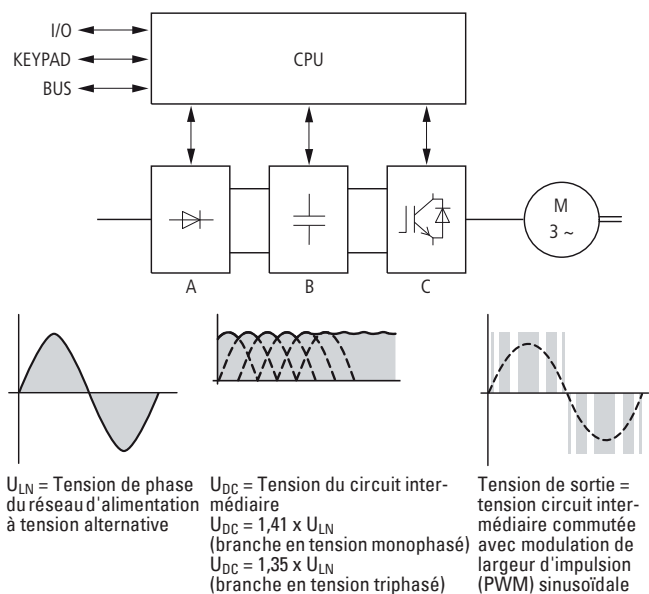 I/O
KEYPAD
BUS
CPU
M
3 ~
A
B
C
U_LN = Tension de phase
du réseau d'alimentation
à tension alternative
U_DC = Tension du circuit inter-
médiaire
U_DC = 1,41 x U_LN
(branche en tension monophasé)
U_DC = 1,35 x U_LN
(branche en tension triphasé)
Tension de sortie =
tension circuit inter-
médiaire commutée
avec modulation de
largeur d'impulsion
(PWM) sinusoïdale